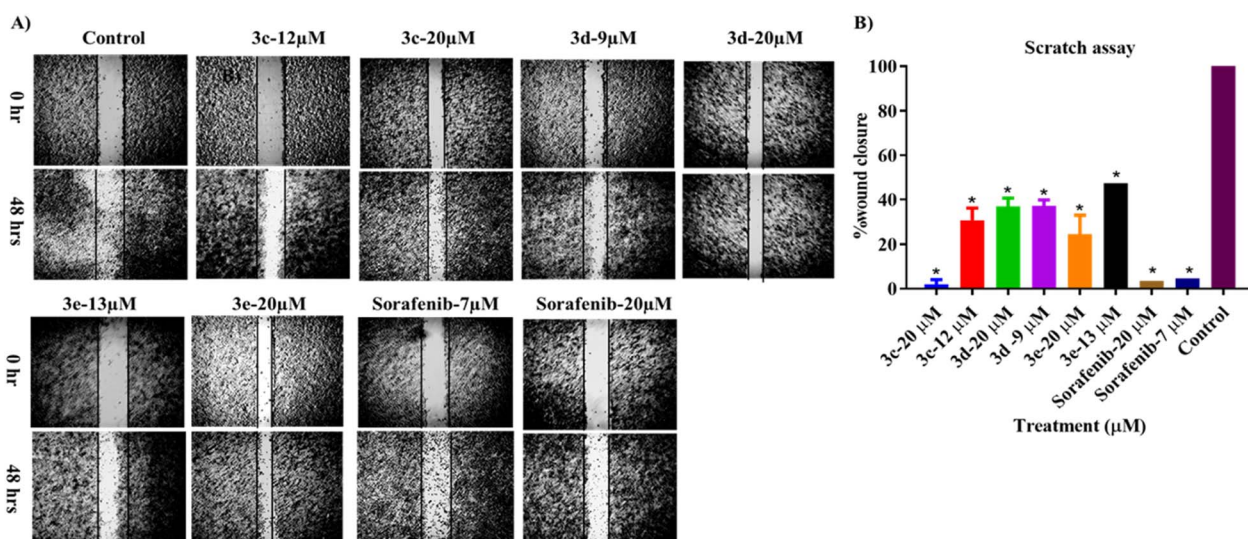 A)
Control 3c-12μM 3c-20μM 3d-9μM 3d-20μM
B)
0 hr
48 hrs
3e-13μM 3e-20μM Sorafenib-7μM Sorafenib-20μM
0 hr
48 hrs
B)
Scratch assay
%wound closure
100
80
60
40
20
0
* * * * * * * *
3c-20 μM
3c-12 μM
3d-20 μM
3d -9 μM
3e-20 μM
3e-13 μM
Sorafenib-20 μM
Sorafenib-7 μM
Control
Treatment (μM)